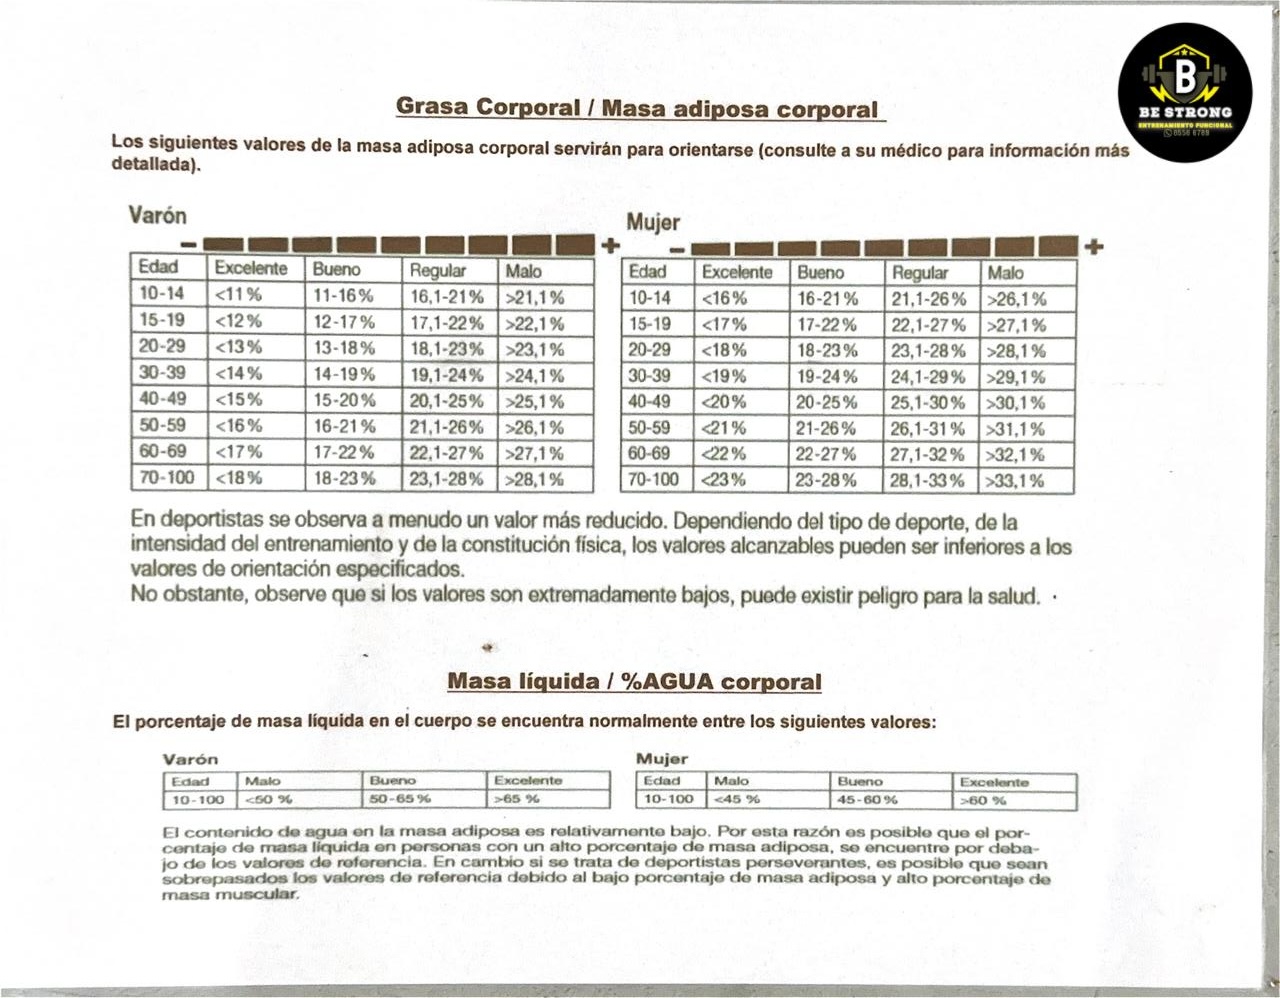 B
BE STRONG
ENTRENAMIENTO FUNCIONAL
8558 8789
Grasa Corporal / Masa adiposa corporal
Los siguientes valores de la masa adiposa corporal servirán para orientarse (consulte a su médico para información más
detallada).
Varón
- +
Edad Excelente Bueno Regular Malo
10-14 <11% 11-16% 16,1-21% >21,1%
15-19 <12% 12-17% 17,1-22% >22,1%
20-29 <13% 13-18% 18,1-23% >23,1%
30-39 <14% 14-19% 19,1-24% >24,1%
40-49 <15% 15-20% 20,1-25% >25,1%
50-59 <16% 16-21% 21,1-26% >26,1%
60-69 <17% 17-22% 22,1-27% >27,1%
70-100 <18% 18-23% 23,1-28% >28,1%
Mujer
- +
Edad Excelente Bueno Regular Malo
10-14 <16% 16-21% 21,1-26% >26,1%
15-19 <17% 17-22% 22,1-27% >27,1%
20-29 <18% 18-23% 23,1-28% >28,1%
30-39 <19% 19-24% 24,1-29% >29,1%
40-49 <20% 20-25% 25,1-30% >30,1%
50-59 <21% 21-26% 26,1-31% >31,1%
60-69 <22% 22-27% 27,1-32% >32,1%
70-100 <23% 23-28% 28,1-33% >33,1%
En deportistas se observa a menudo un valor más reducido. Dependiendo del tipo de deporte, de la
intensidad del entrenamiento y de la constitución física, los valores alcanzables pueden ser inferiores a los
valores de orientación especificados.
No obstante, observe que si los valores son extremadamente bajos, puede existir peligro para la salud.
Masa líquida / %AGUA corporal
El porcentaje de masa líquida en el cuerpo se encuentra normalmente entre los siguientes valores:
Varón
Edad Malo Bueno Excelente
10-100 <50 % 50-65% >65 %
Mujer
Edad Malo Bueno Excelente
10-100 <45 % 45-60% >60 %
El contenido de agua en la masa adiposa es relativamente bajo. Por esta razón es posible que el por-
centaje de masa líquida en personas con un alto porcentaje de masa adiposa, se encuentre por deba-
jo de los valores de referencia. En cambio si se trata de deportistas perseverantes, es posible que sean
sobrepasados los valores de referencia debido al bajo porcentaje de masa adiposa y alto porcentaje de
masa muscular.